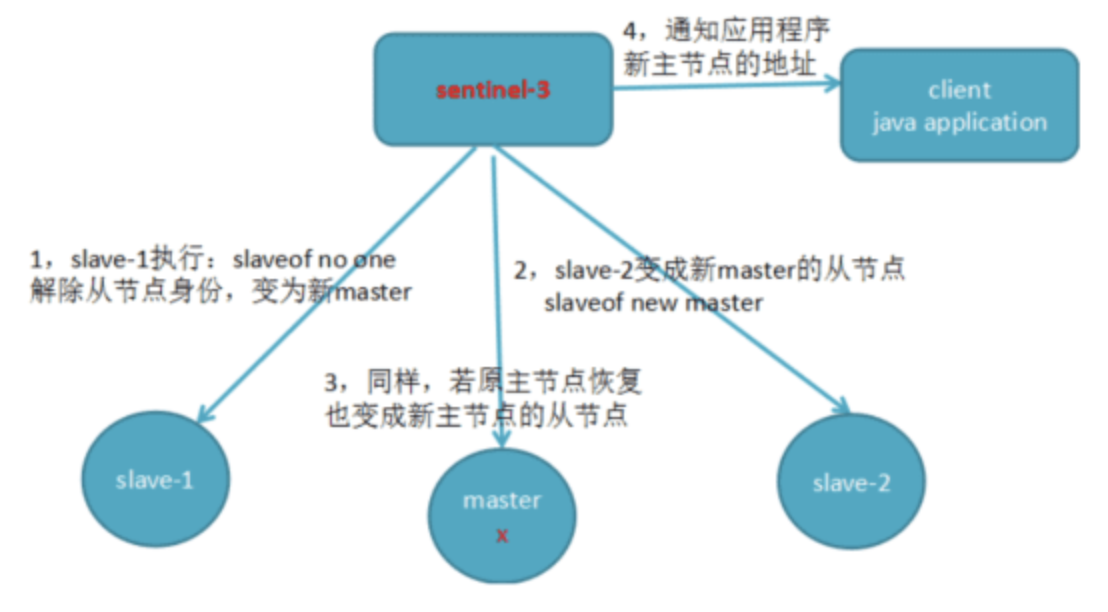 4，通知应用程序
新主节点的地址
sentinel-3
client
java application
1，slave-1执行：slaveof no one
解除从节点身份，变为新master
2，slave-2变成新master的从节点
slaveof new master
3，同样，若原主节点恢复
也变成新主节点的从节点
slave-1
master
x
slave-2